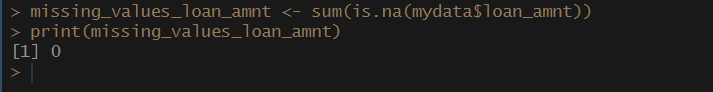 > missing_values_loan_amnt <- sum(is.na(mydata$loan_amnt))
> print(missing_values_loan_amnt)
[1] 0
>